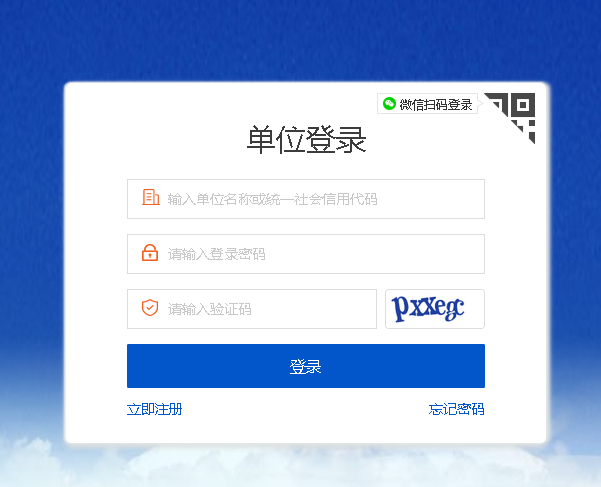 微信扫码登录
单位登录
输入单位名称或统一社会信用代码
请输入登录密码
请输入验证码
pxxegc
登录
立即注册
忘记密码